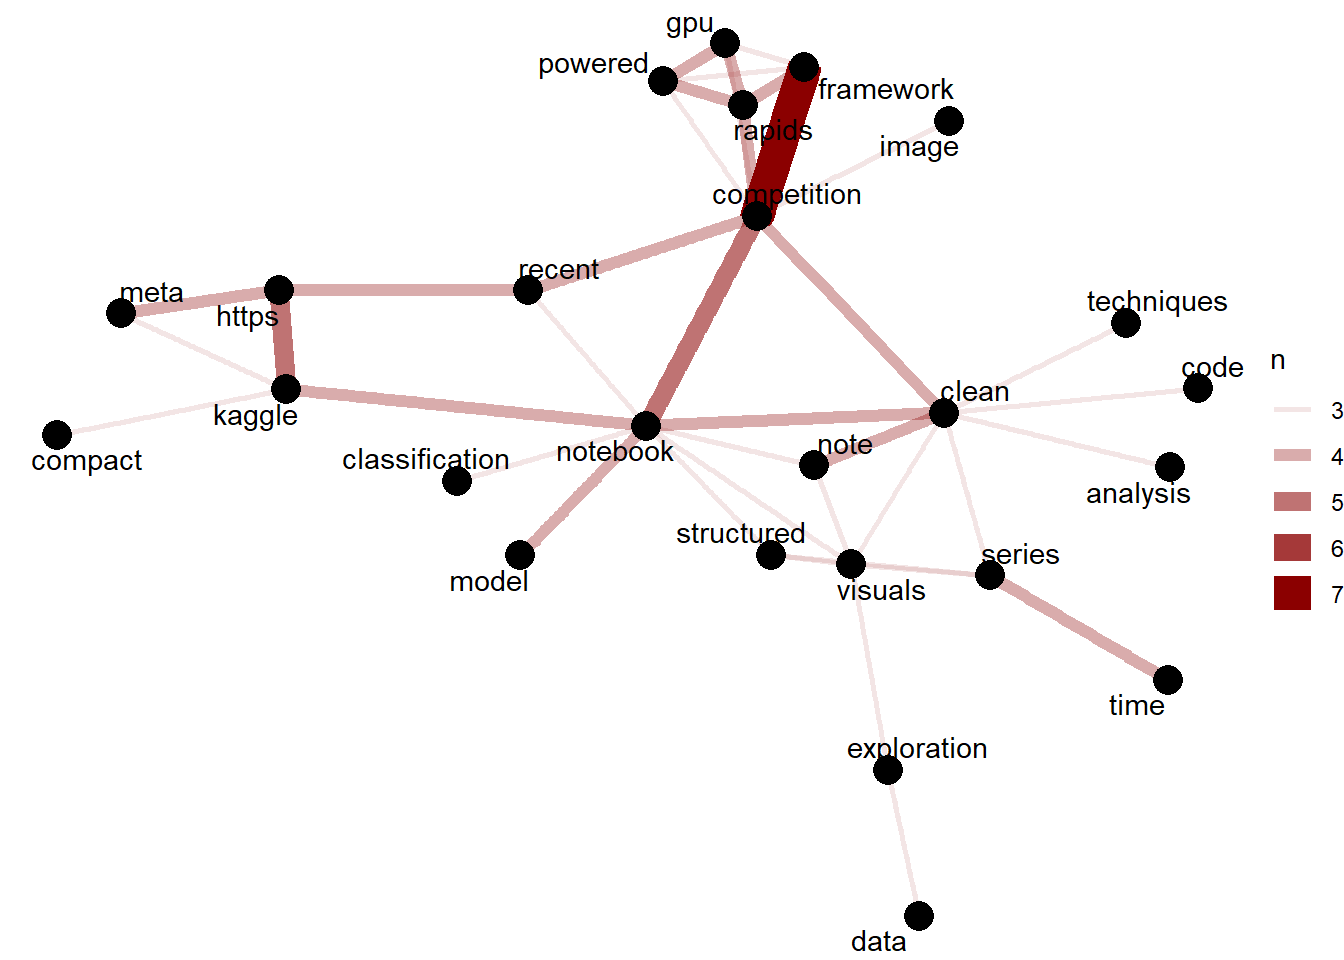 gpu
powered
framework
rapids
image
competition
recent
meta
https
techniques
n
code
clean
3
kaggle
note
4
notebook
classification
compact
analysis
5
structured
series
6
model
visuals
7
time
exploration
data